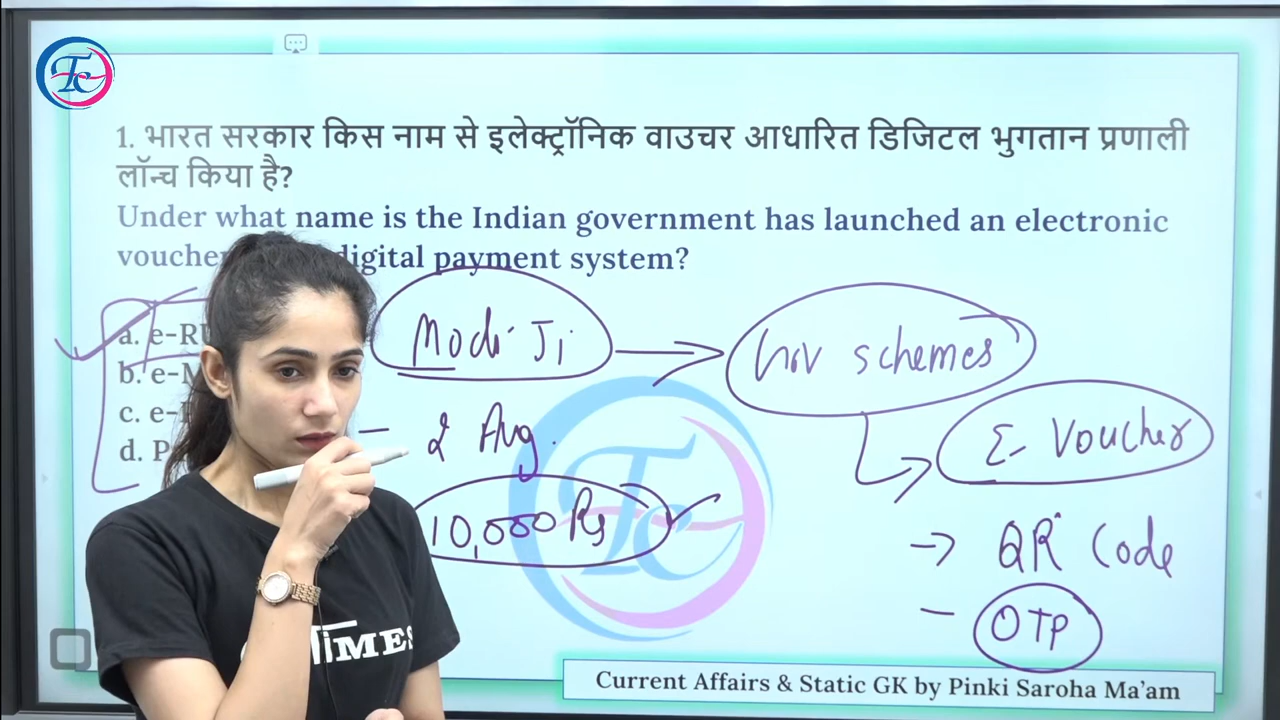 1. भारत सरकार किस नाम से इलेक्ट्रॉनिक वाउचर आधारित डिजिटल भुगतान प्रणाली
लॉन्च किया है?
Under what name is the Indian government has launched an electronic
digital payment system?
a. e-R
b. e-
c. e-
d. P
Modi Ji
schemes
2 Aug.
E- Voucher
10,000 Rs
QR Code
OTP
TC
TiMES
Current Affairs & Static GK by Pinki Saroha Ma'am